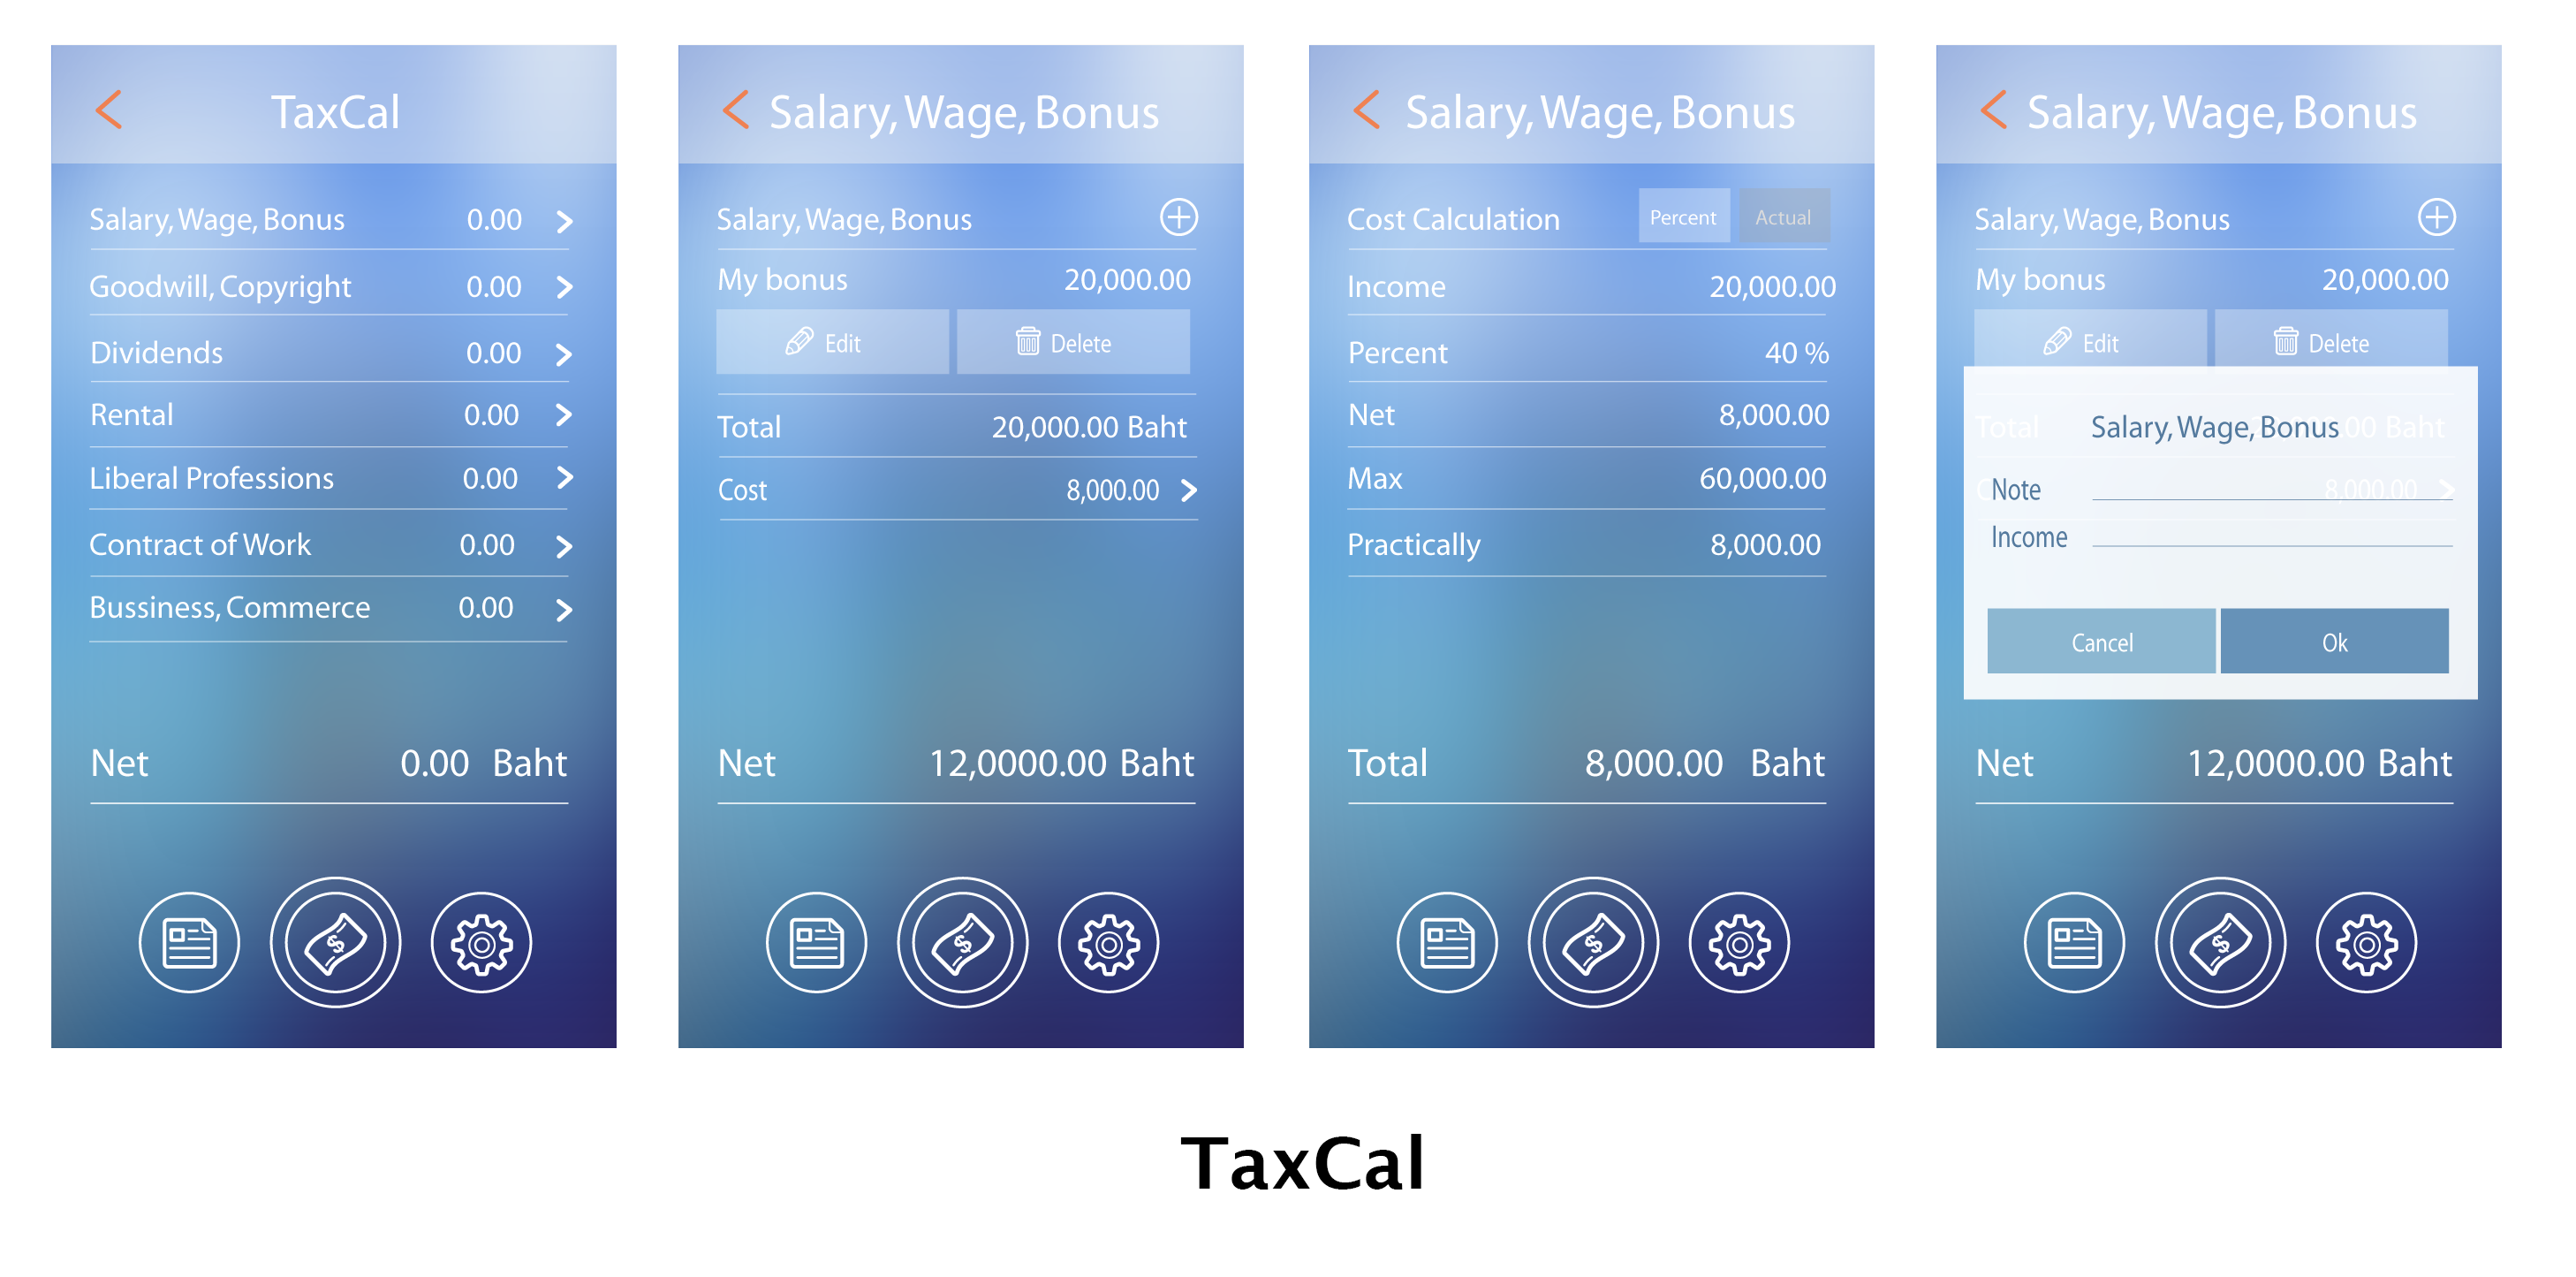 TaxCal
Salary, Wage, Bonus 0.00
Goodwill, Copyright 0.00
Dividends 0.00
Rental 0.00
Liberal Professions 0.00
Contract of Work 0.00
Bussiness, Commerce 0.00
Net 0.00 Baht
Salary, Wage, Bonus
Salary, Wage, Bonus
My bonus 20,000.00
Edit Delete
Total 20,000.00 Baht
Cost 8,000.00
Net 12,0000.00 Baht
Salary, Wage, Bonus
Cost Calculation Percent Actual
Income 20,000.00
Percent 40 %
Net 8,000.00
Max 60,000.00
Practically 8,000.00
Total 8,000.00 Baht
Salary, Wage, Bonus
Salary, Wage, Bonus
My bonus 20,000.00
Edit Delete
Total 00 Baht
Salary, Wage, Bonus
8,000.00
Note
Income
Cancel Ok
Net 12,0000.00 Baht
TaxCal